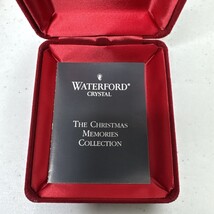 WATERFORD®
CRYSTAL
THE CHRISTMAS
MEMORIES
COLLECTION